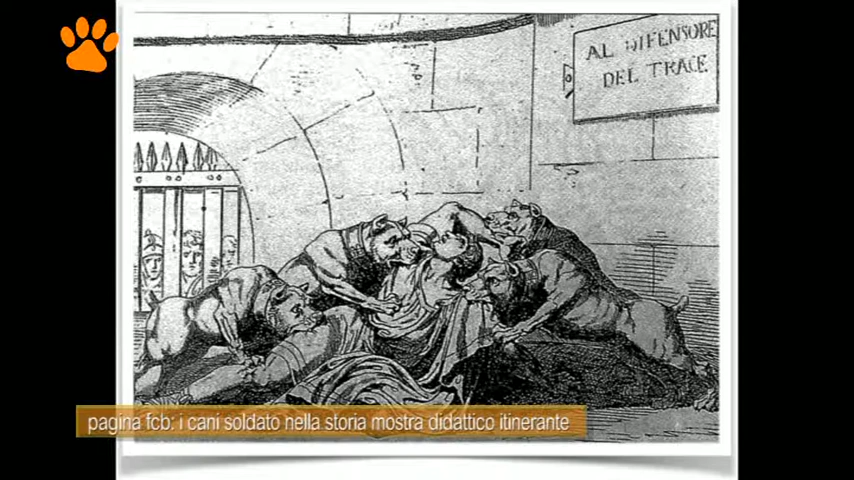 AL DIFENSORE
DEL TRACE
pagina fcb: i cani soldato nella storia mostra didattico itinerante